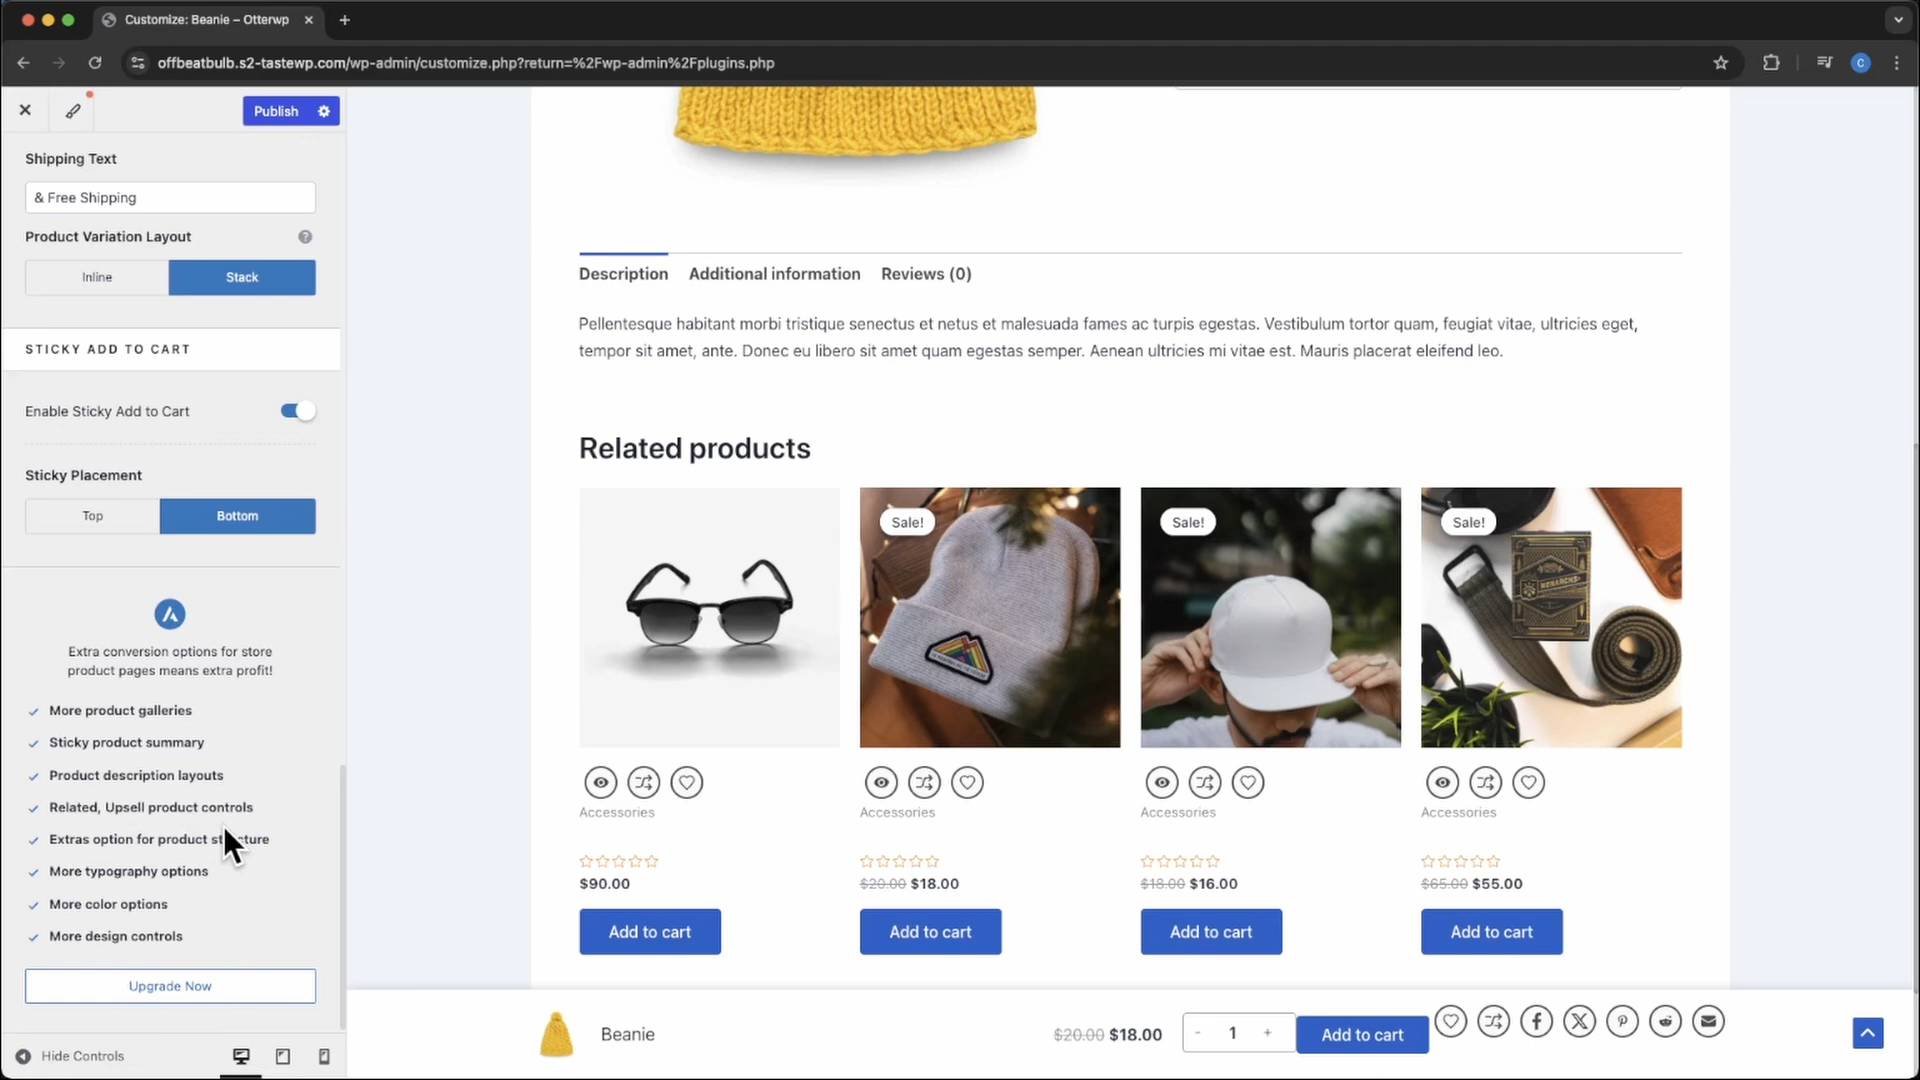 Customize: Beanie – Otterwp
offbeatbulb.s2-tastewp.com/wp-admin/customize.php?return=%2Fwp-admin%2Fplugins.php
C
Publish
Shipping Text
& Free Shipping
Product Variation Layout
?
Inline
Stack
STICKY ADD TO CART
Enable Sticky Add to Cart
Sticky Placement
Top
Bottom
Extra conversion options for store
product pages means extra profit!
More product galleries
Sticky product summary
Product description layouts
Related, Upsell product controls
Extras option for product structure
More typography options
More color options
More design controls
Upgrade Now
Hide Controls
Description
Additional information
Reviews (0)
Pellentesque habitant morbi tristique senectus et netus et malesuada fames ac turpis egestas. Vestibulum tortor quam, feugiat vitae, ultricies eget,
tempor sit amet, ante. Donec eu libero sit amet quam egestas semper. Aenean ultricies mi vitae est. Mauris placerat eleifend leo.
Related products
Sale!
Sale!
Sale!
MONARCHS
Accessories
Accessories
Accessories
Accessories
$90.00
$20.00 $18.00
$18.00 $16.00
$65.00 $55.00
Add to cart
Add to cart
Add to cart
Add to cart
Beanie
$20.00 $18.00
- 1 +
Add to cart